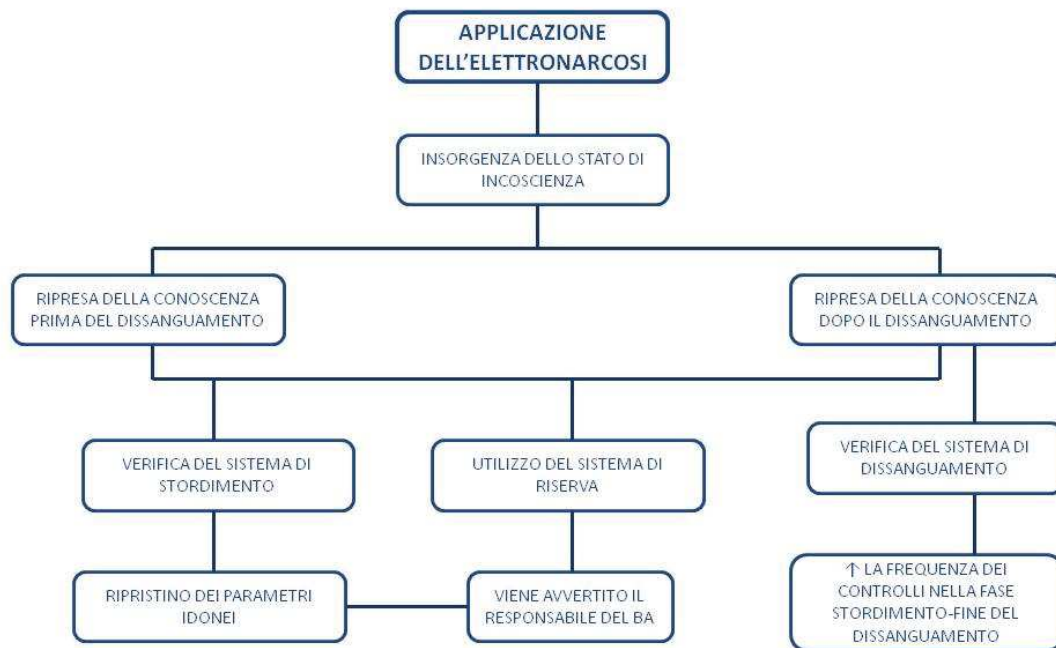 APPLICAZIONE
DELL'ELETTRONARCOSI
INSORGENZA DELLO STATO DI
INCOSCIENZA
RIPRESA DELLA CONOSCENZA
PRIMA DEL DISSANGUAMENTO
RIPRESA DELLA CONOSCENZA
DOPO IL DISSANGUAMENTO
VERIFICA DEL SISTEMA DI
STORDIMENTO
UTILIZZO DEL SISTEMA DI
RISERVA
VERIFICA DEL SISTEMA DI
DISSANGUAMENTO
RIPRISTINO DEI PARAMETRI
IDONEI
VIENE AVVERTITO IL
RESPONSABILE DEL BA
↑ LA FREQUENZA DEI
CONTROLLI NELLA FASE
STORDIMENTO-FINE DEL
DISSANGUAMENTO